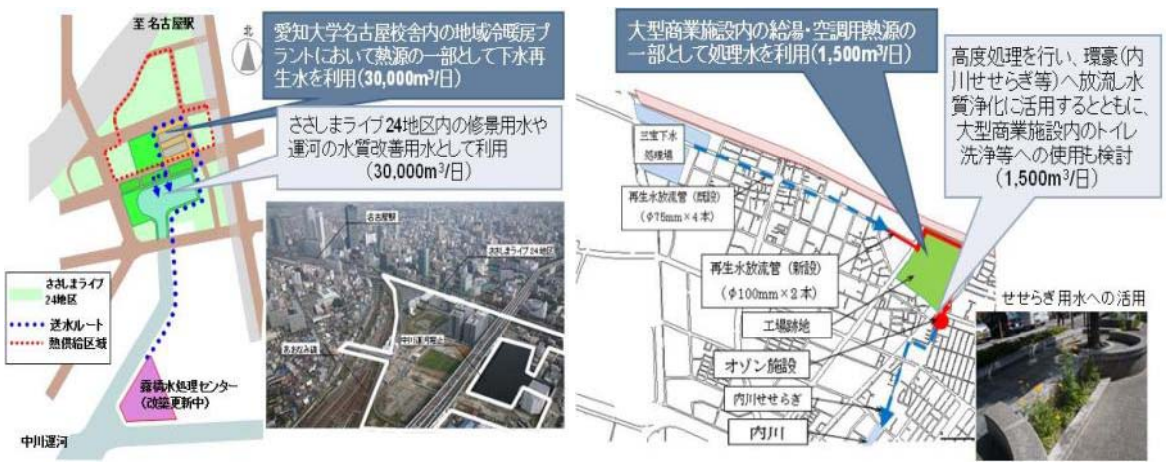 至 名古屋駅
北
愛知大学名古屋校舎内の地域冷暖房プ
ラントにおいて熱源の一部として下水再
生水を利用(30,000m³/日)
ささしまライブ24地区内の修景用水や
運河の水質改善用水として利用
(30,000m³/日)
ささしまライブ
24地区
送水ルート
熱供給区域
露橋水処理センター
(改築更新中)
中川運河
名古屋駅
ささしまライブ24地区
あおなみ線
中川運河堀止
大型商業施設内の給湯・空調用熱源の
一部として処理水を利用(1,500m³/日)
高度処理を行い、環豪(内
川せせらぎ等)へ放流し水
質浄化に活用するとともに、
大型商業施設内のトイレ
洗浄等への使用も検討
(1,500m³/日)
三宝下水
処理場
再生水放流管(既設)
(φ75mm×4本)
再生水放流管(新設)
(φ100mm×2本)
工場跡地
オゾン施設
内川せせらぎ
内川
せせらぎ用水への活用